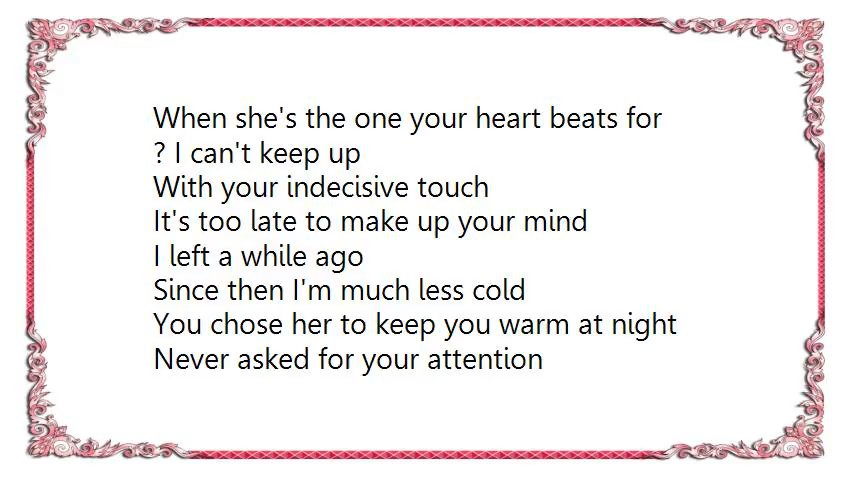 When she's the one your heart beats for
? I can't keep up
With your indecisive touch
It's too late to make up your mind
I left a while ago
Since then I'm much less cold
You chose her to keep you warm at night
Never asked for your attention